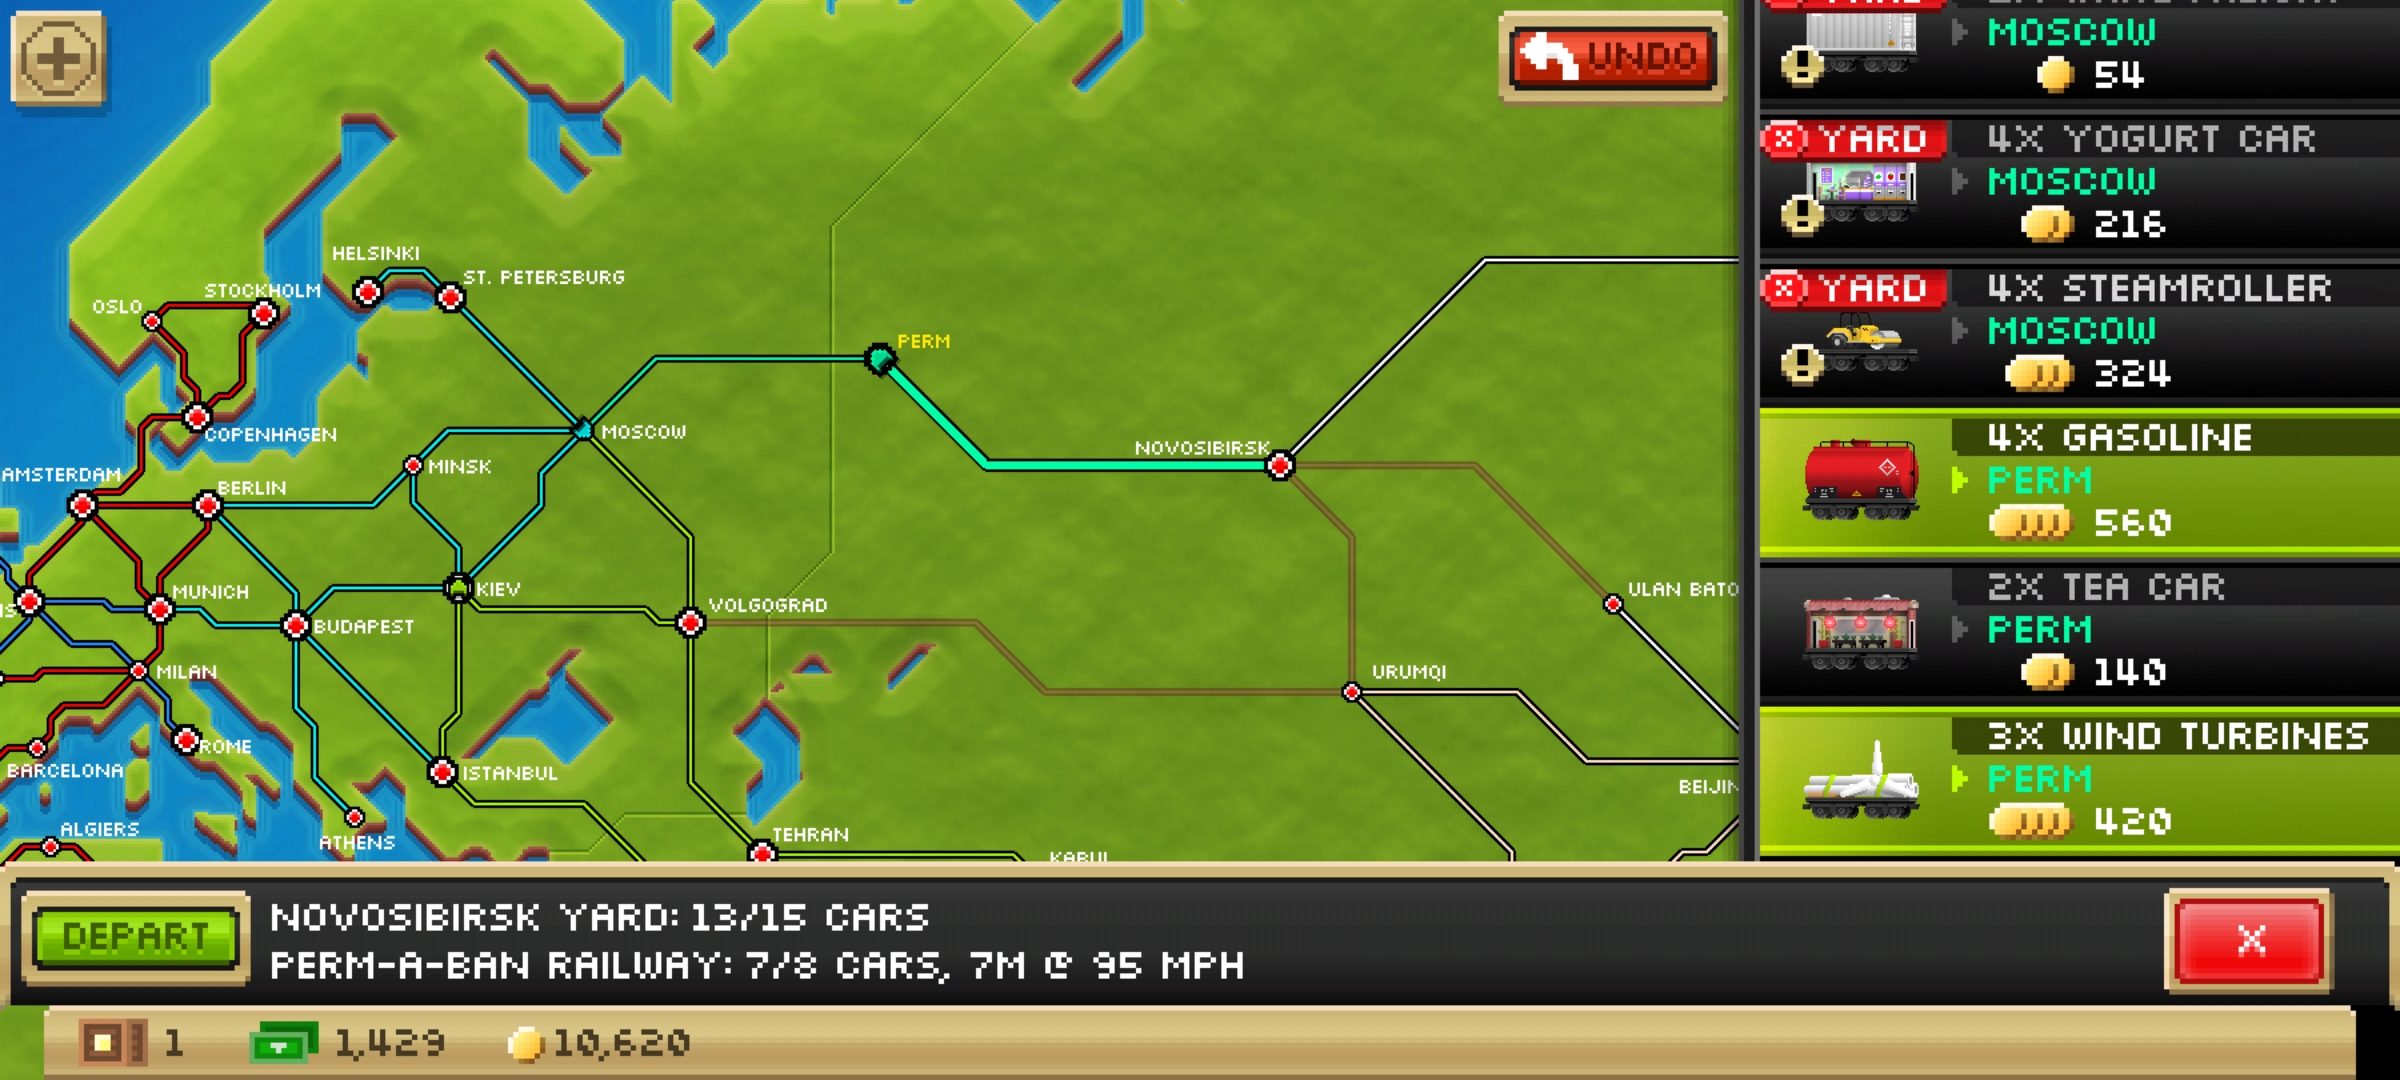 UNDO
HELSINKI
ST. PETERSBURG
STOCKHOLM
OSLO
PERM
COPENHAGEN
MOSCOW
NOVOSIBIRSK
MINSK
AMSTERDAM
BERLIN
ULAN BATO
MUNICH
KIEV
VOLGOGRAD
BUDAPEST
MILAN
URUMQI
ROME
BARCELONA
ISTANBUL
BEIJIN
ALGIERS
ATHENS
TEHRAN
KABUL
MOSCOW
54
YARD
4X YOGURT CAR
MOSCOW
216
YARD
4X STEAMROLLER
MOSCOW
324
4X GASOLINE
PERM
560
2X TEA CAR
PERM
140
3X WIND TURBINES
PERM
420
DEPART
NOVOSIBIRSK YARD: 13/15 CARS
PERM-A-BAN RAILWAY: 7/8 CARS, 7M @ 95 MPH
X
1
1,429
10,620